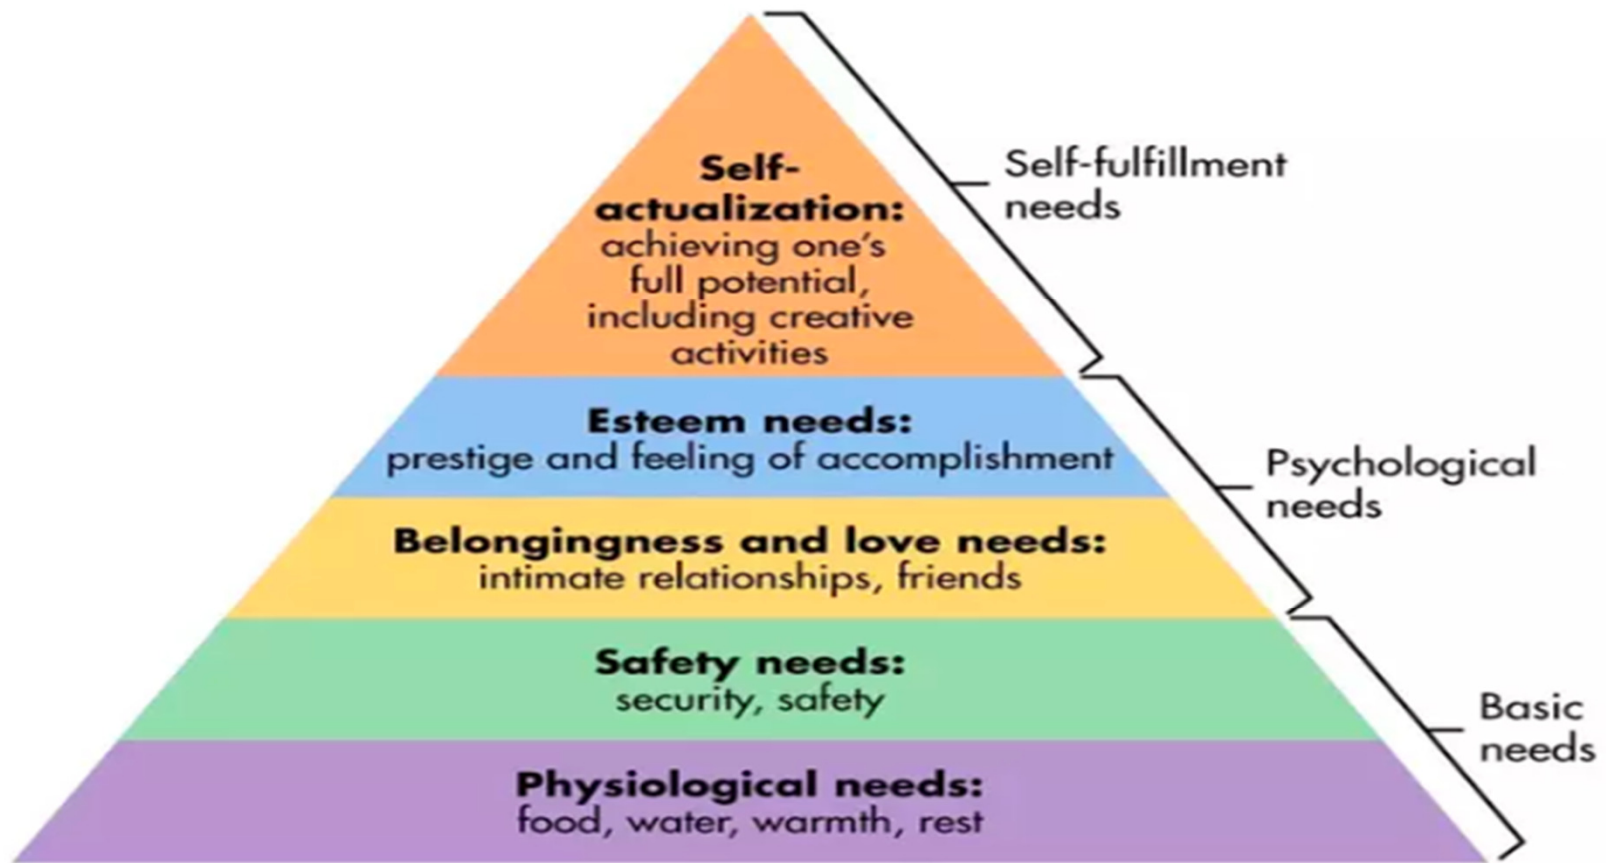 Self-
actualization:
achieving one's
full potential,
including creative
activities
Self-fulfillment
needs
Esteem needs:
prestige and feeling of accomplishment
Psychological
needs
Belongingness and love needs:
intimate relationships, friends
Safety needs:
security, safety
Basic
needs
Physiological needs:
food, water, warmth, rest